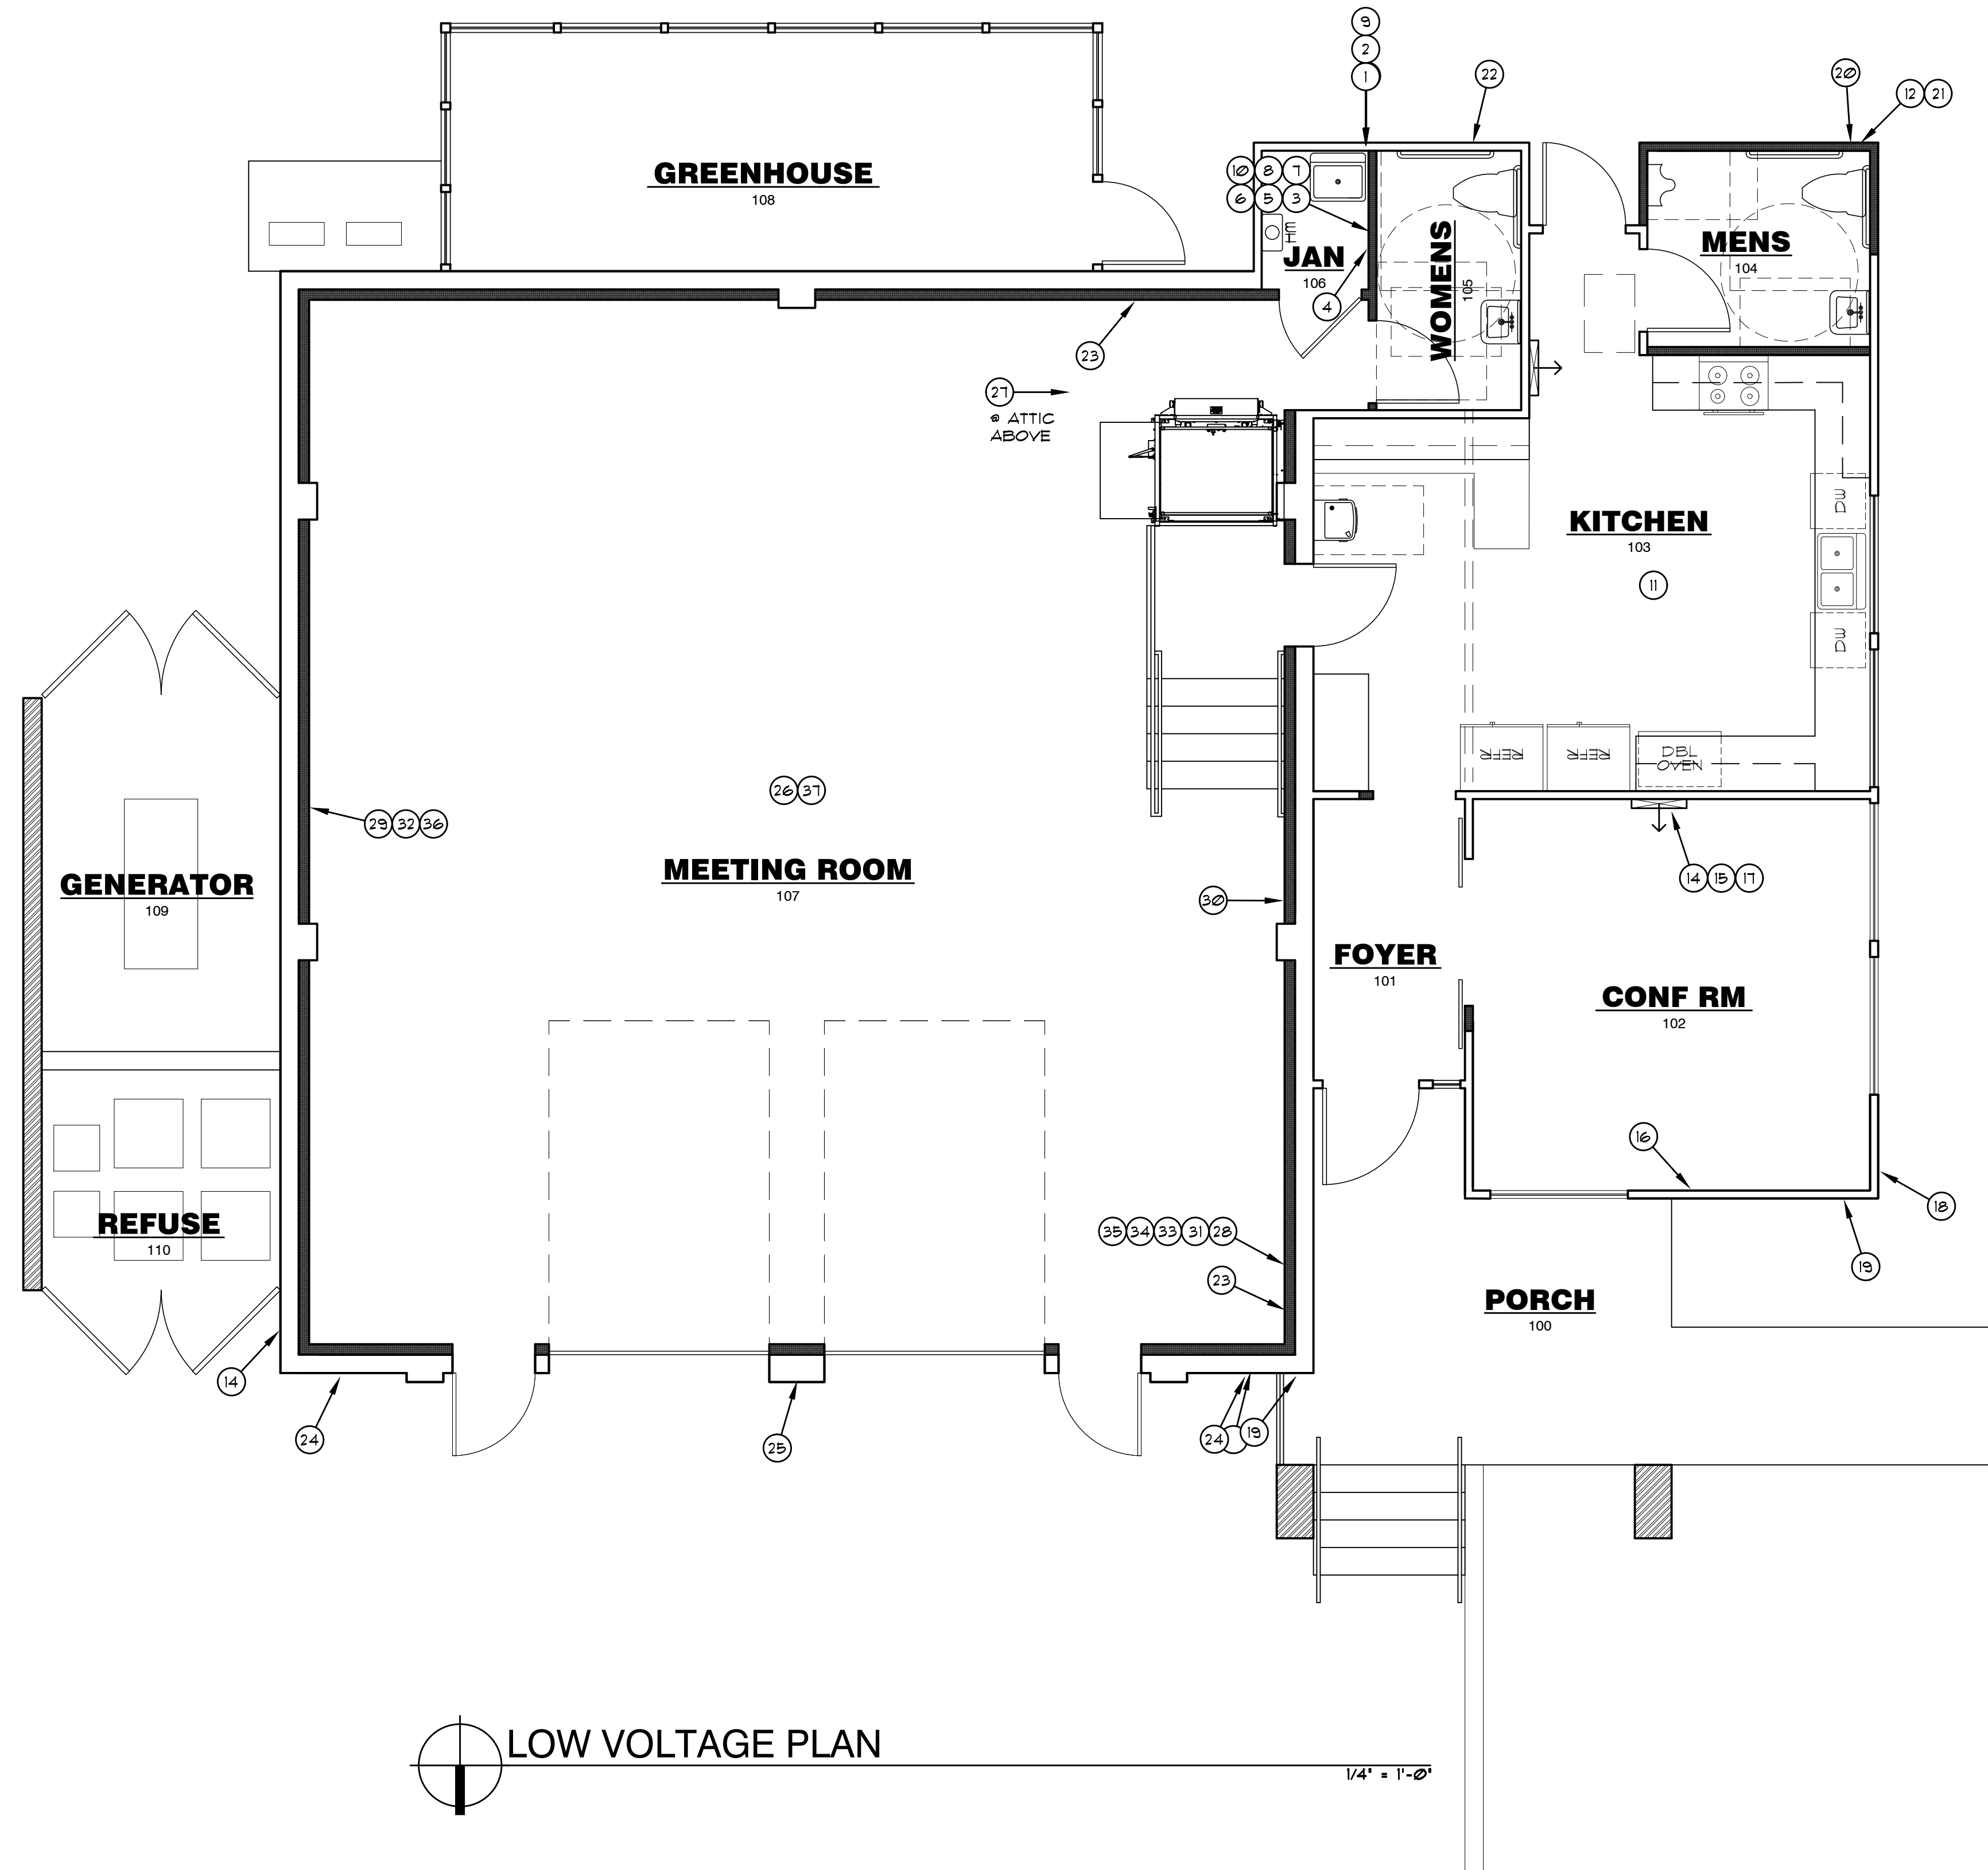 9
2
1
22
20
12 21
GREENHOUSE
108
10 8 7
6 5 3
JAN
106
4
WOMENS
105
MENS
104
WH
23
27
@ ATTIC
ABOVE
KITCHEN
103
11
DW
DW
REFR
REFR
DBL
OVEN
26 37
29 32 36
MEETING ROOM
107
GENERATOR
109
14 15 17
30
FOYER
101
CONF RM
102
16
18
19
35 34 33 31 28
23
REFUSE
110
PORCH
100
14
24
25
24 19
LOW VOLTAGE PLAN
1/4" = 1'-0"